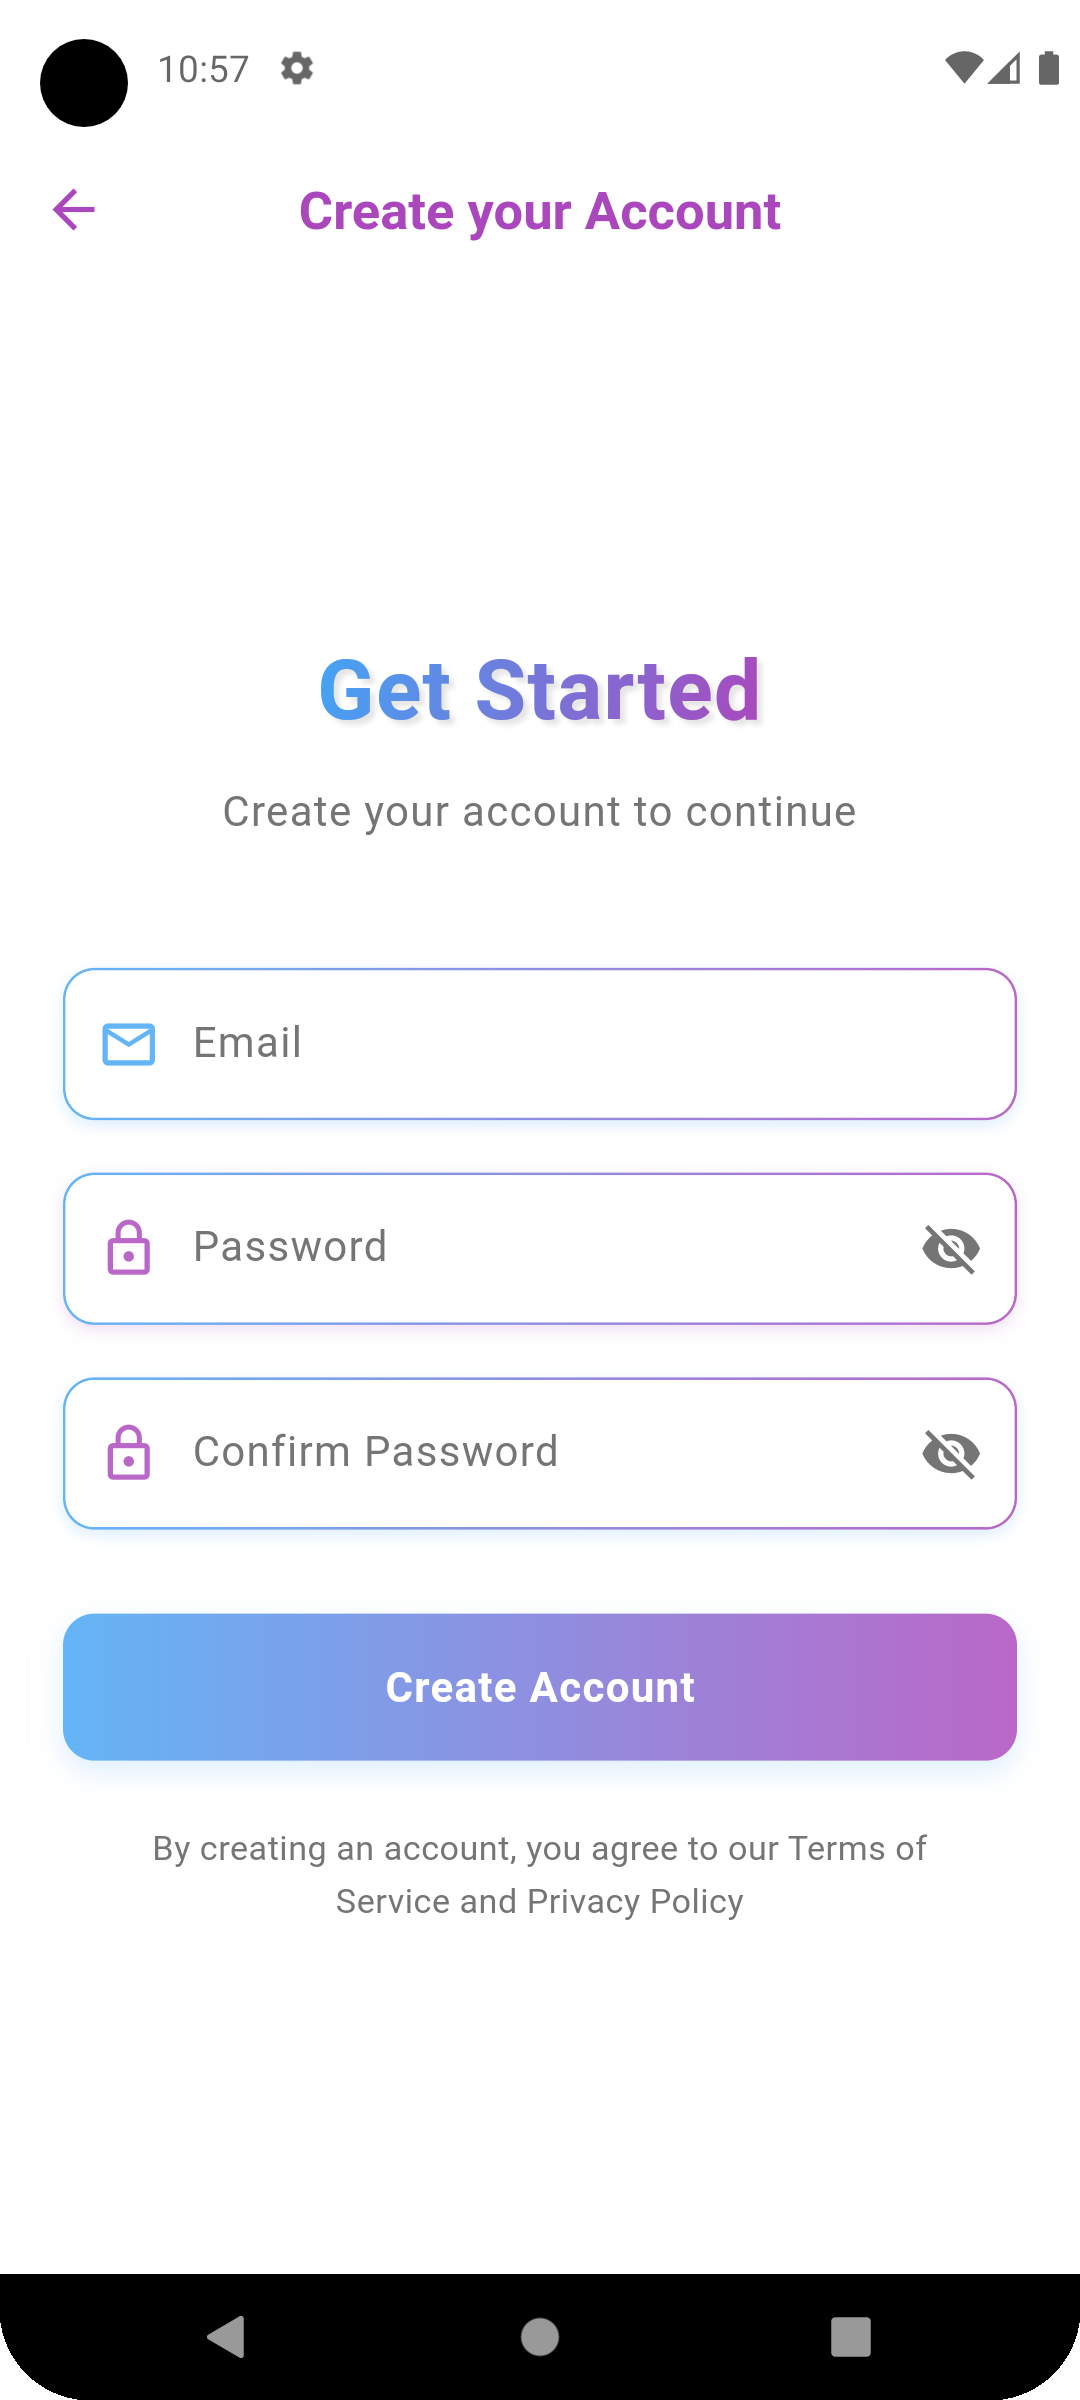 10:57
Create your Account
Get Started
Create your account to continue
Email
Password
Confirm Password
Create Account
By creating an account, you agree to our Terms of
Service and Privacy Policy